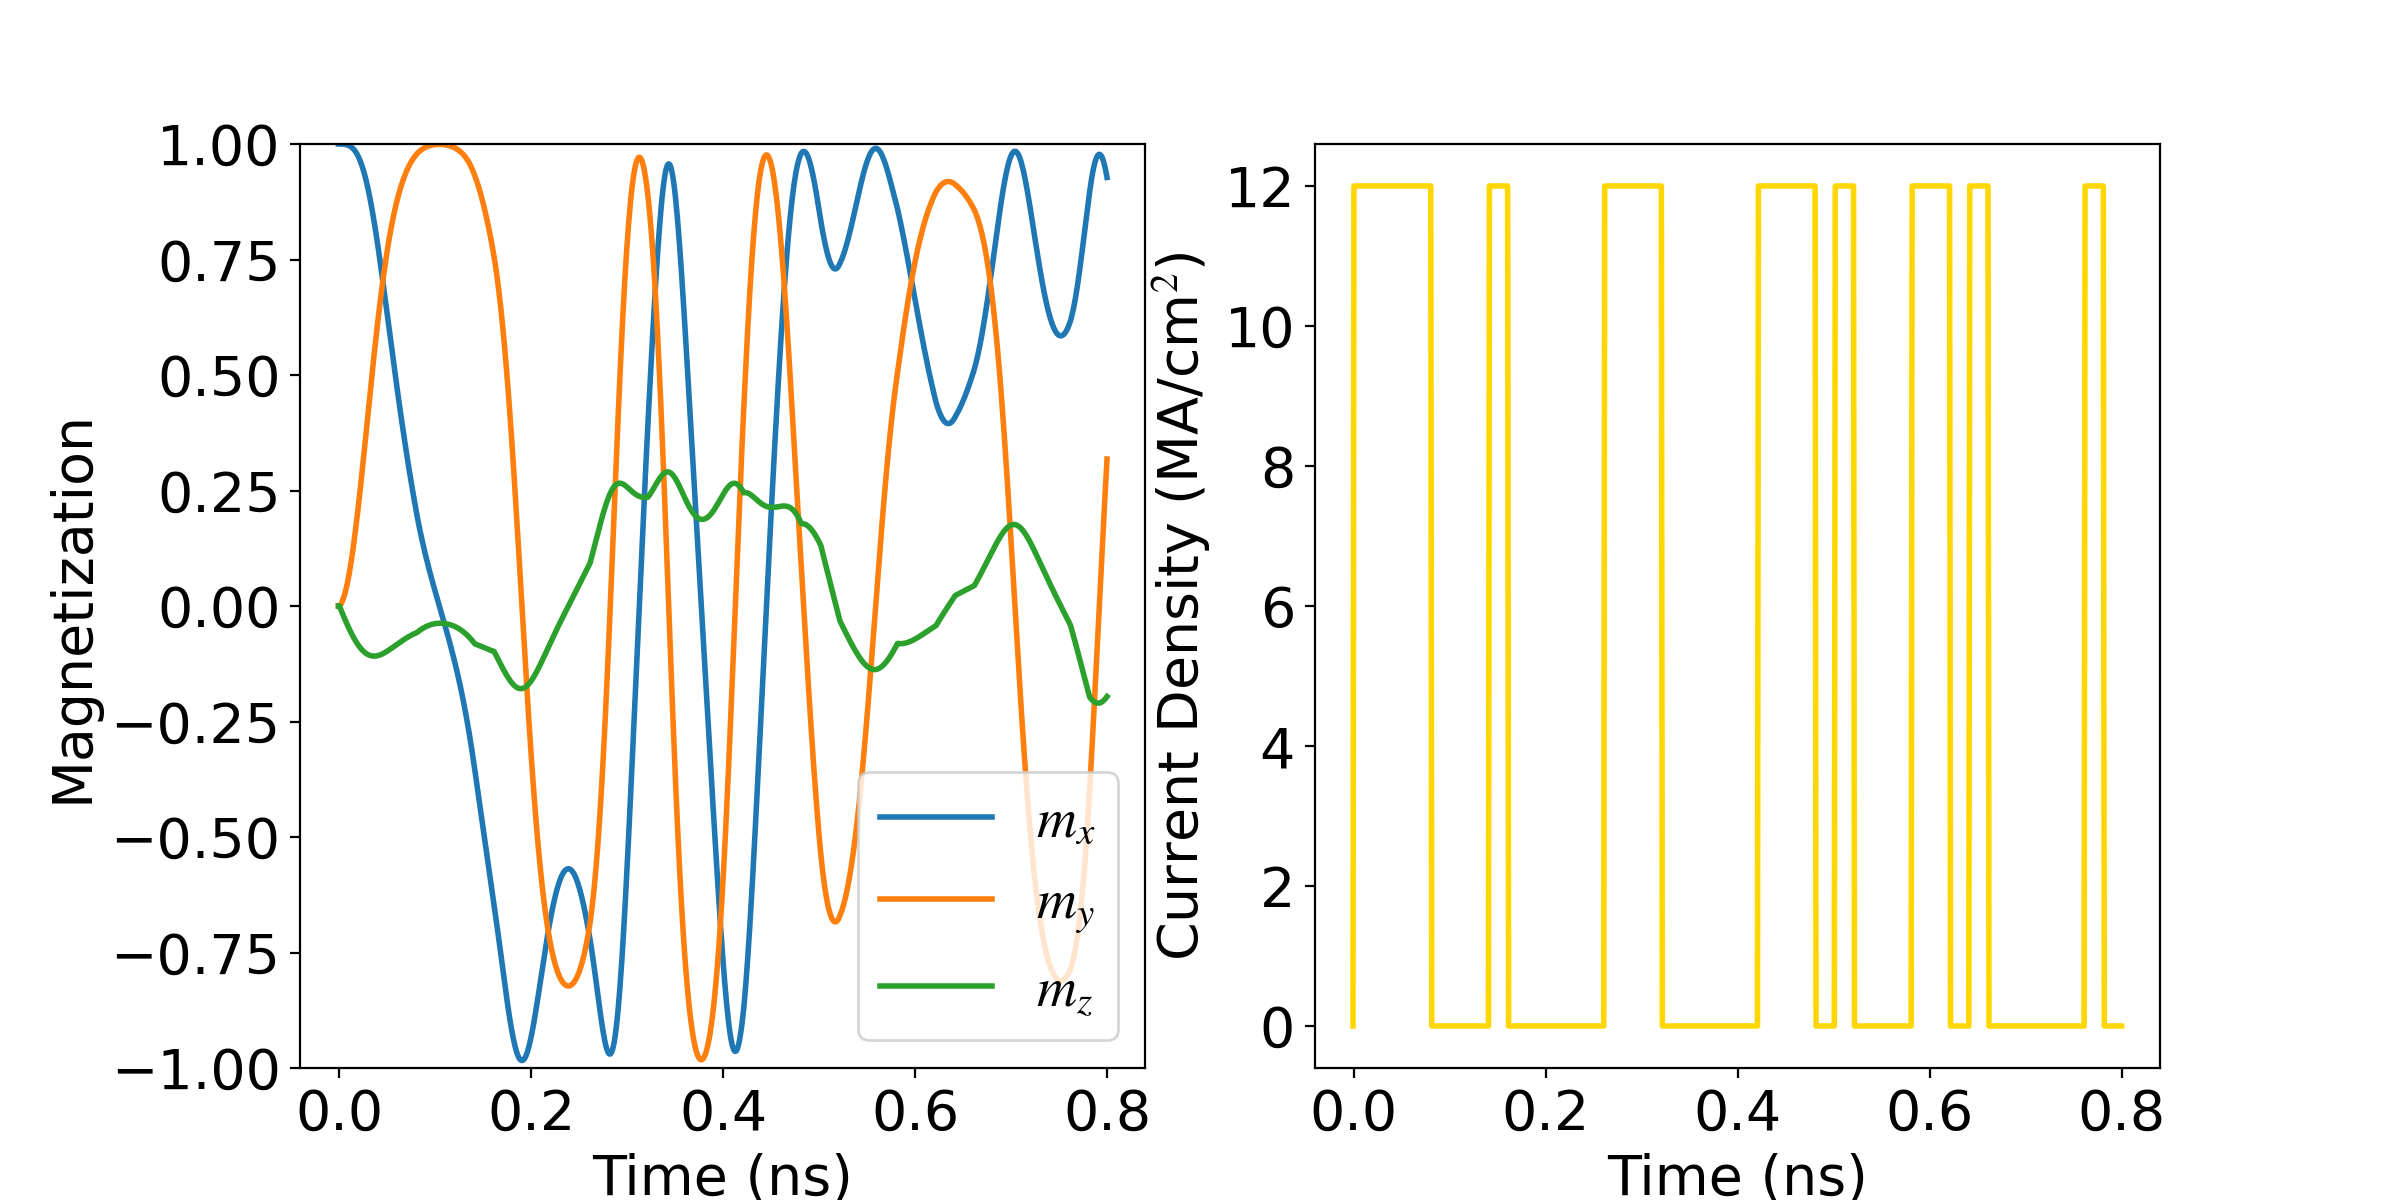 Magnetization
1.00
0.75
0.50
0.25
0.00
−0.25
−0.50
−0.75
−1.00
0.0 0.2 0.4 0.6 0.8
Time (ns)
m_x
m_y
m_z
Current Density (MA/cm²)
12
10
8
6
4
2
0
0.0 0.2 0.4 0.6 0.8
Time (ns)